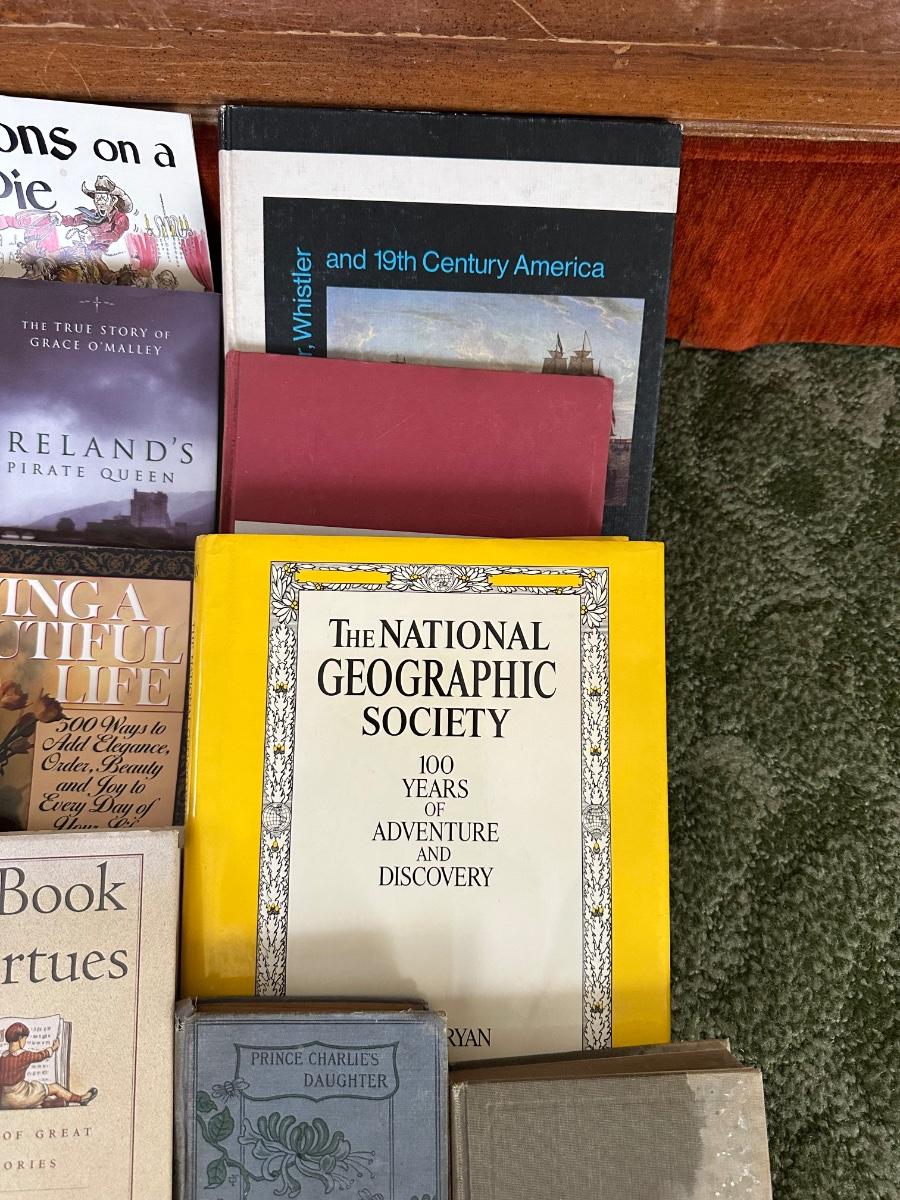 ons on a
Pie
and 19th Century America
r, Whistler
THE TRUE STORY OF
GRACE O'MALLEY
RELAND'S
PIRATE QUEEN
ING A
UTIFUL
LIFE
500 Ways to
Add Elegance,
Order, Beauty
and Joy to
Every Day of
Your Life
THE NATIONAL
GEOGRAPHIC
SOCIETY
100
YEARS
OF
ADVENTURE
AND
DISCOVERY
RYAN
Book
rtues
OF GREAT
ORIES
PRINCE CHARLIE'S
DAUGHTER